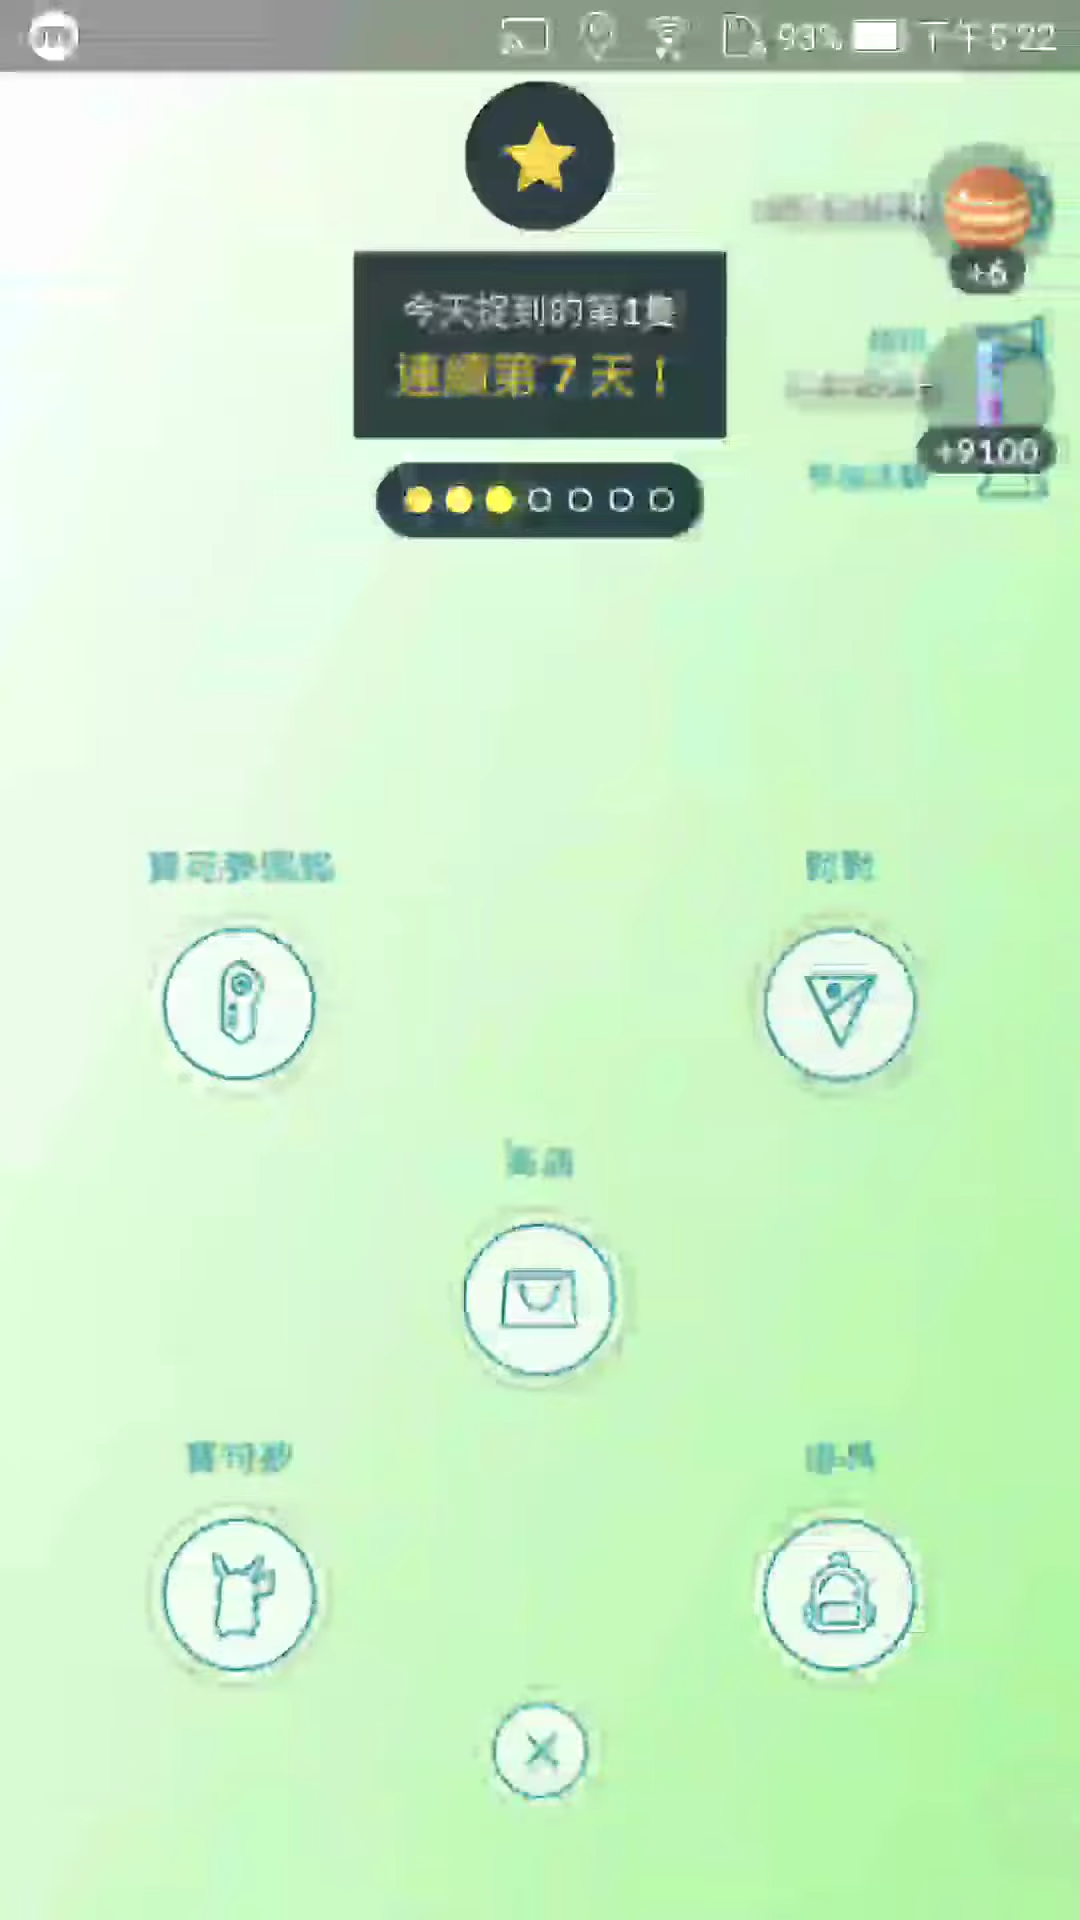 93% 下午5:22
+6
今天捉到的第1隻
連續第 7 天！
+9100
寶可夢圖鑑
對戰
商店
寶可夢
道具